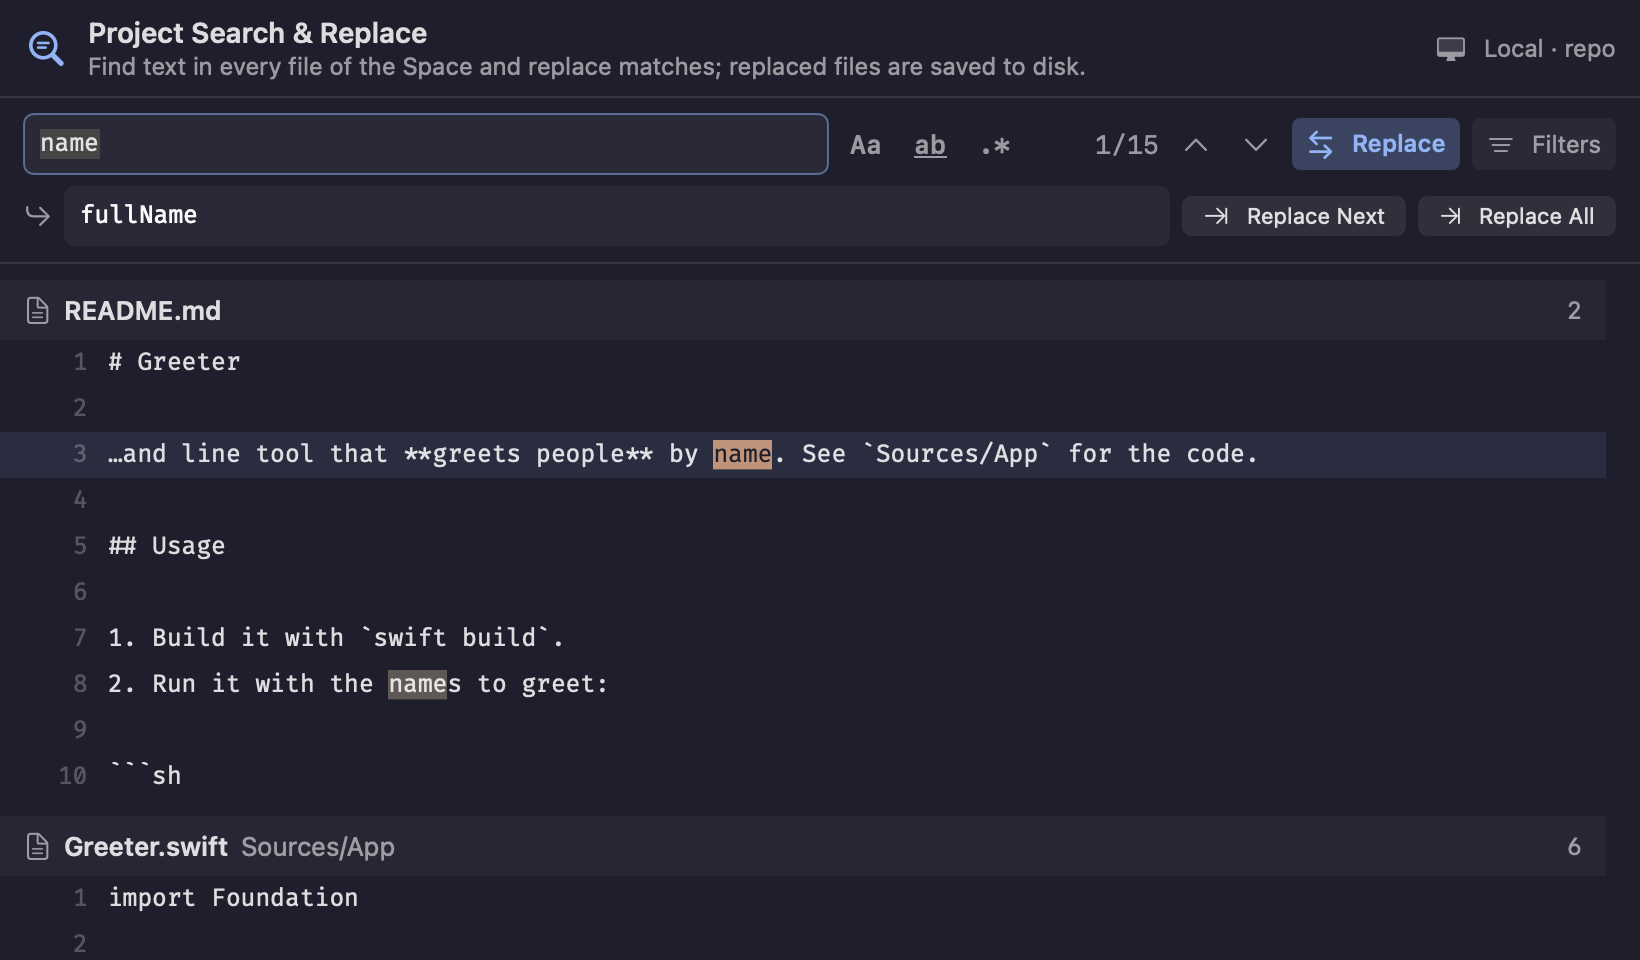 Project Search & Replace
Find text in every file of the Space and replace matches; replaced files are saved to disk.
Local · repo
name
Aa ab .* 1/15 Replace Filters
fullName
Replace Next Replace All
README.md 2
1 # Greeter
2
3 …and line tool that **greets people** by name. See `Sources/App` for the code.
4
5 ## Usage
6
7 1. Build it with `swift build`.
8 2. Run it with the names to greet:
9
10 ```sh
Greeter.swift Sources/App 6
1 import Foundation
2